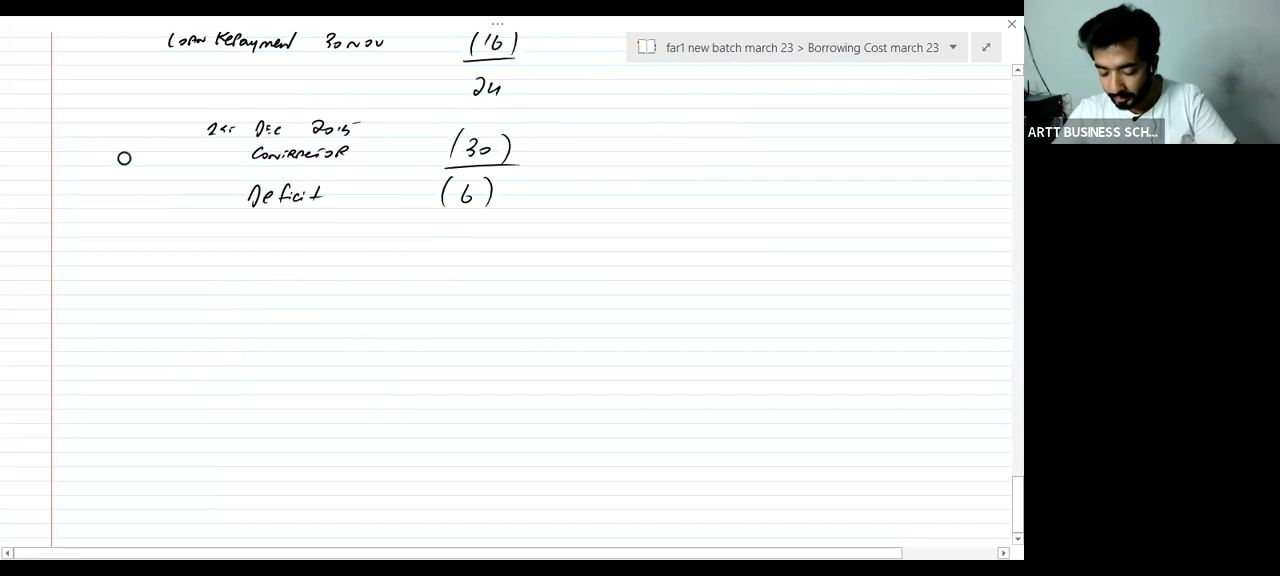 Loan Repayment 30 Nov (16)
far1 new batch march 23 > Borrowing Cost march 23
24
1st Dec 2015
Contractor (30)
Deficit (6)
ARTT BUSINESS SCH...